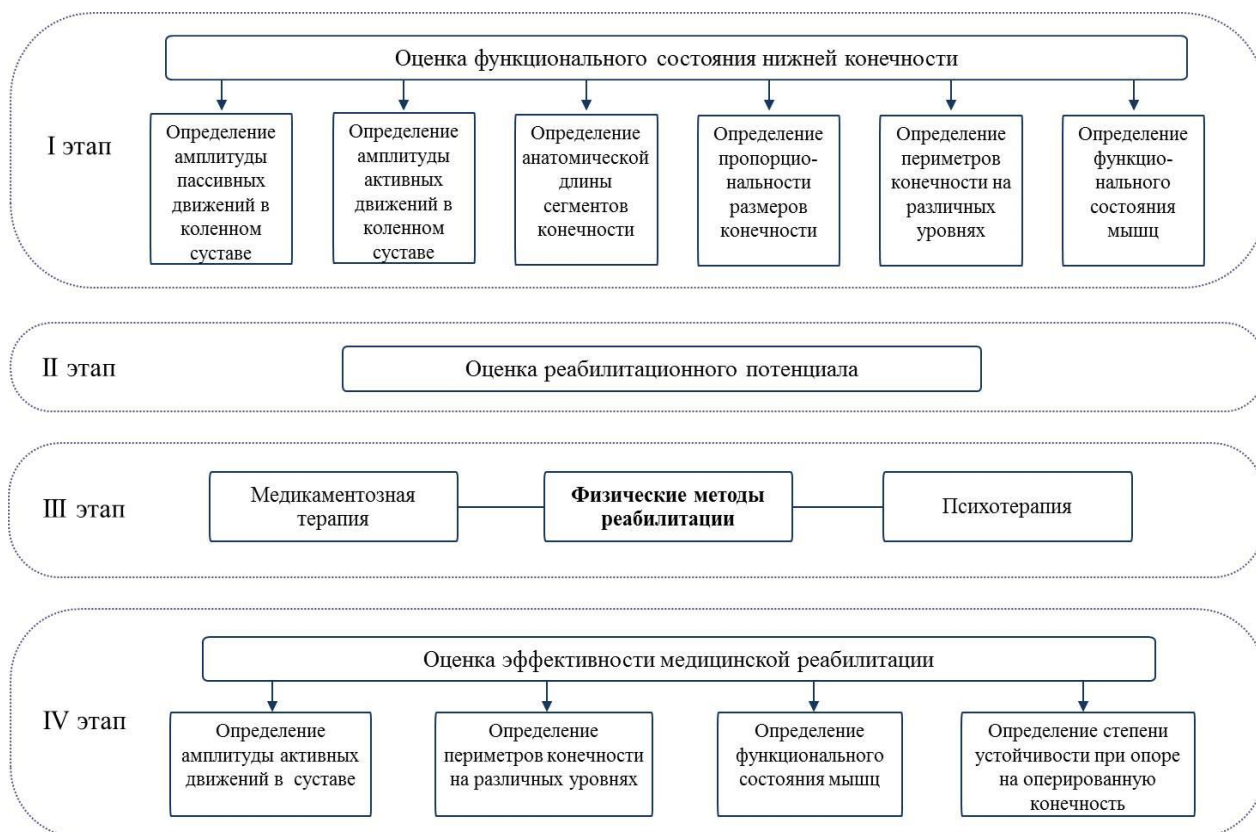 Оценка функционального состояния нижней конечности
I этап
Определение
амплитуды
пассивных
движений в
коленном
суставе
Определение
амплитуды
активных
движений в
коленном
суставе
Определение
анатомической
длины
сегментов
конечности
Определение
пропорцио-
нальности
размеров
конечности
Определение
периметров
конечности на
различных
уровнях
Определение
функцио-
нального
состояния
мышц
II этап
Оценка реабилитационного потенциала
III этап
Медикаментозная
терапия
Физические методы
реабилитации
Психотерапия
Оценка эффективности медицинской реабилитации
IV этап
Определение
амплитуды активных
движений в суставе
Определение
периметров конечности
на различных уровнях
Определение
функционального
состояния мышц
Определение степени
устойчивости при опоре
на оперированную
конечность